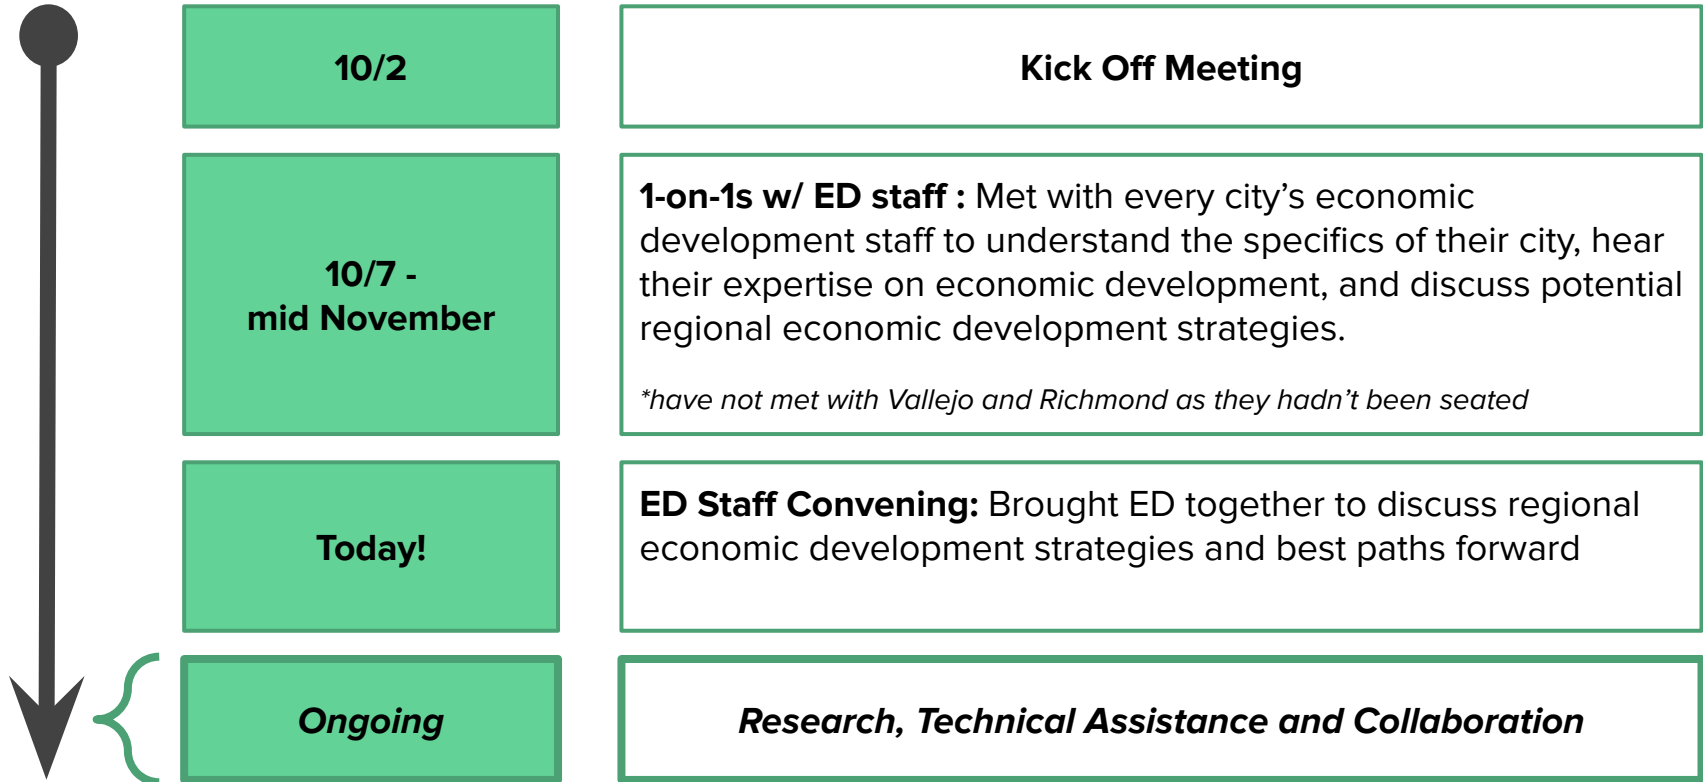 10/2
Kick Off Meeting
10/7 -
mid November
1-on-1s w/ ED staff : Met with every city’s economic
development staff to understand the specifics of their city, hear
their expertise on economic development, and discuss potential
regional economic development strategies.
*have not met with Vallejo and Richmond as they hadn’t been seated
Today!
ED Staff Convening: Brought ED together to discuss regional
economic development strategies and best paths forward
Ongoing
Research, Technical Assistance and Collaboration